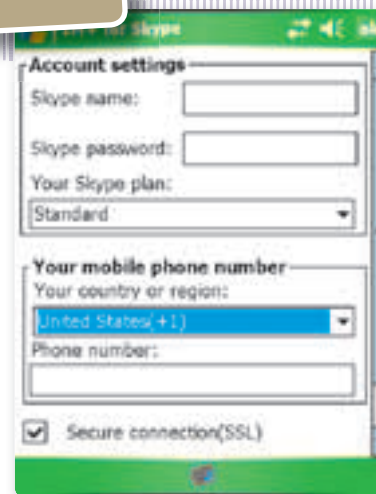 for Skype
ok
Account settings
Skype name:
Skype password:
Your Skype plan:
Standard
Your mobile phone number
Your country or region:
United States(+1)
Phone number:
Secure connection(SSL)